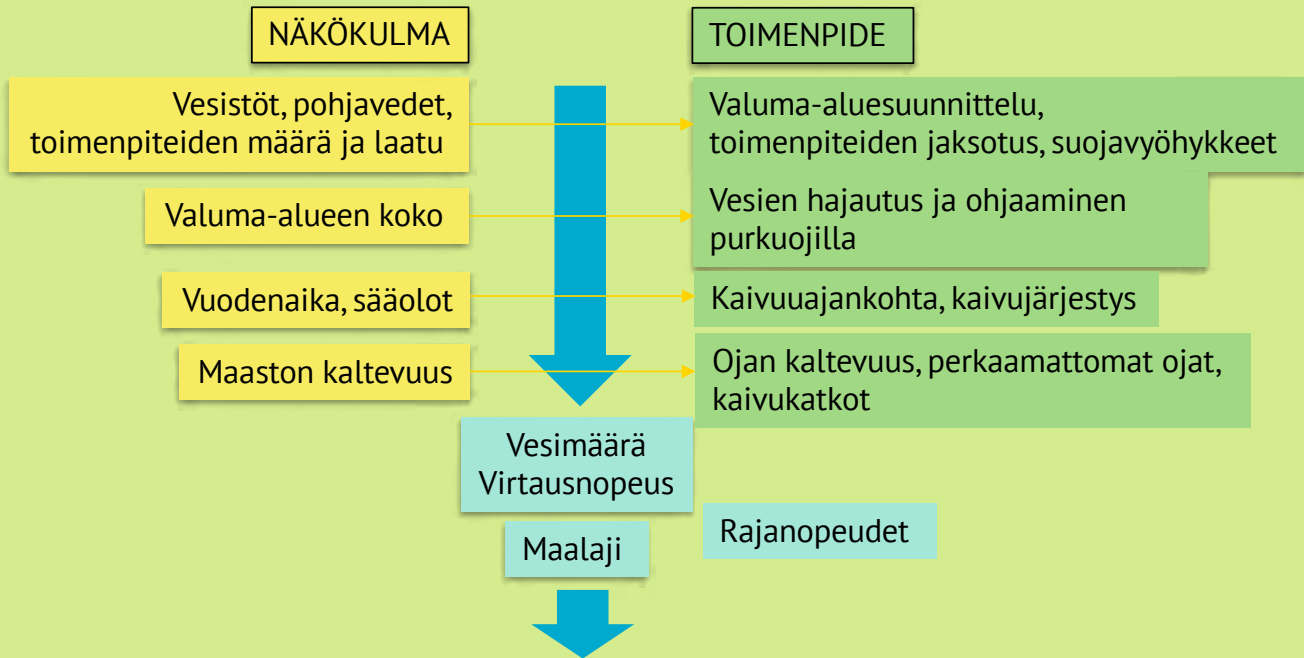 NÄKÖKULMA
TOIMENPIDE
Vesistöt, pohjavedet,
toimenpiteiden määrä ja laatu
Valuma-aluesuunnittelu,
toimenpiteiden jaksotus, suojavyöhykkeet
Valuma-alueen koko
Vesien hajautus ja ohjaaminen
purkuojilla
Vuodenaika, sääolot
Kaivuuajankohta, kaivujärjestys
Maaston kaltevuus
Ojan kaltevuus, perkaamattomat ojat,
kaivukatkot
Vesimäärä
Virtausnopeus
Rajanopeudet
Maalaji